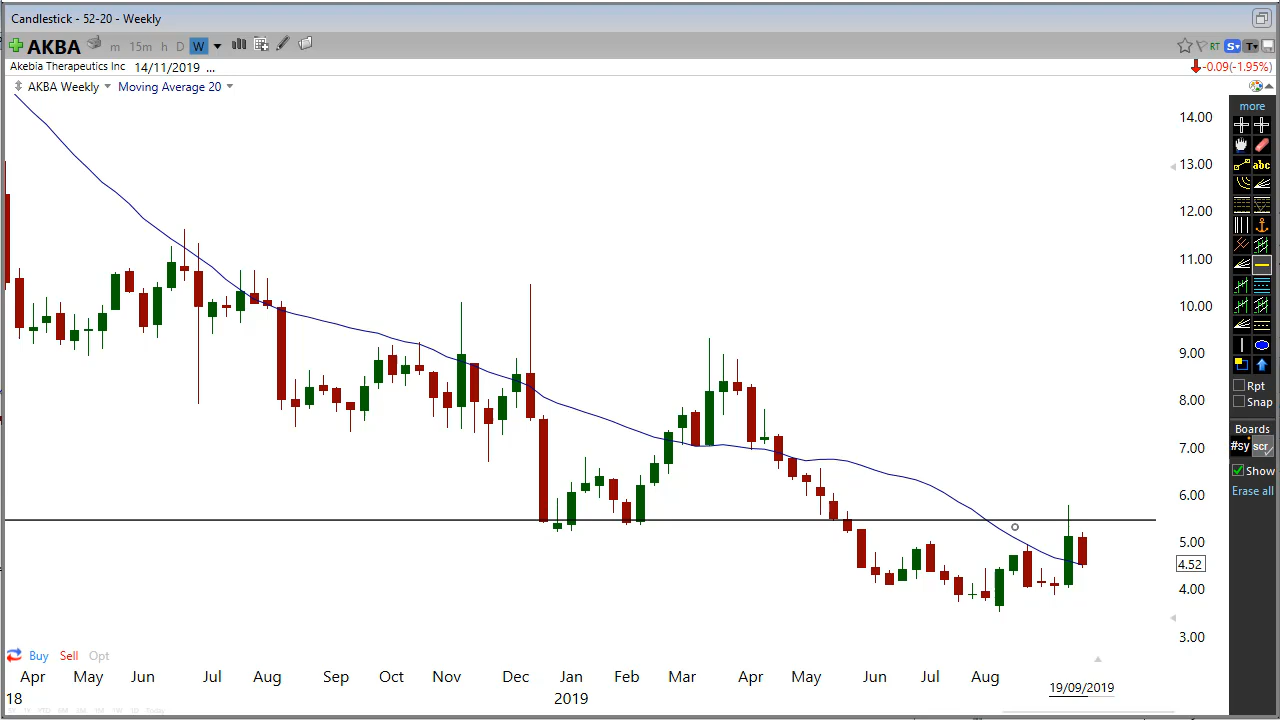 Candlestick - 52-20 - Weekly
AKBA m 15m h D W RT S T
Akebia Therapeutics Inc 14/11/2019 ... -0.09(-1.95%)
AKBA Weekly Moving Average 20
more
abc
14.00
13.00
12.00
11.00
10.00
9.00
8.00
7.00
6.00
5.00
4.52
4.00
3.00
Rpt
Snap
Boards
#sy scr
Show
Erase all
Buy Sell Opt
Apr May Jun Jul Aug Sep Oct Nov Dec Jan Feb Mar Apr May Jun Jul Aug
18 2019 19/09/2019